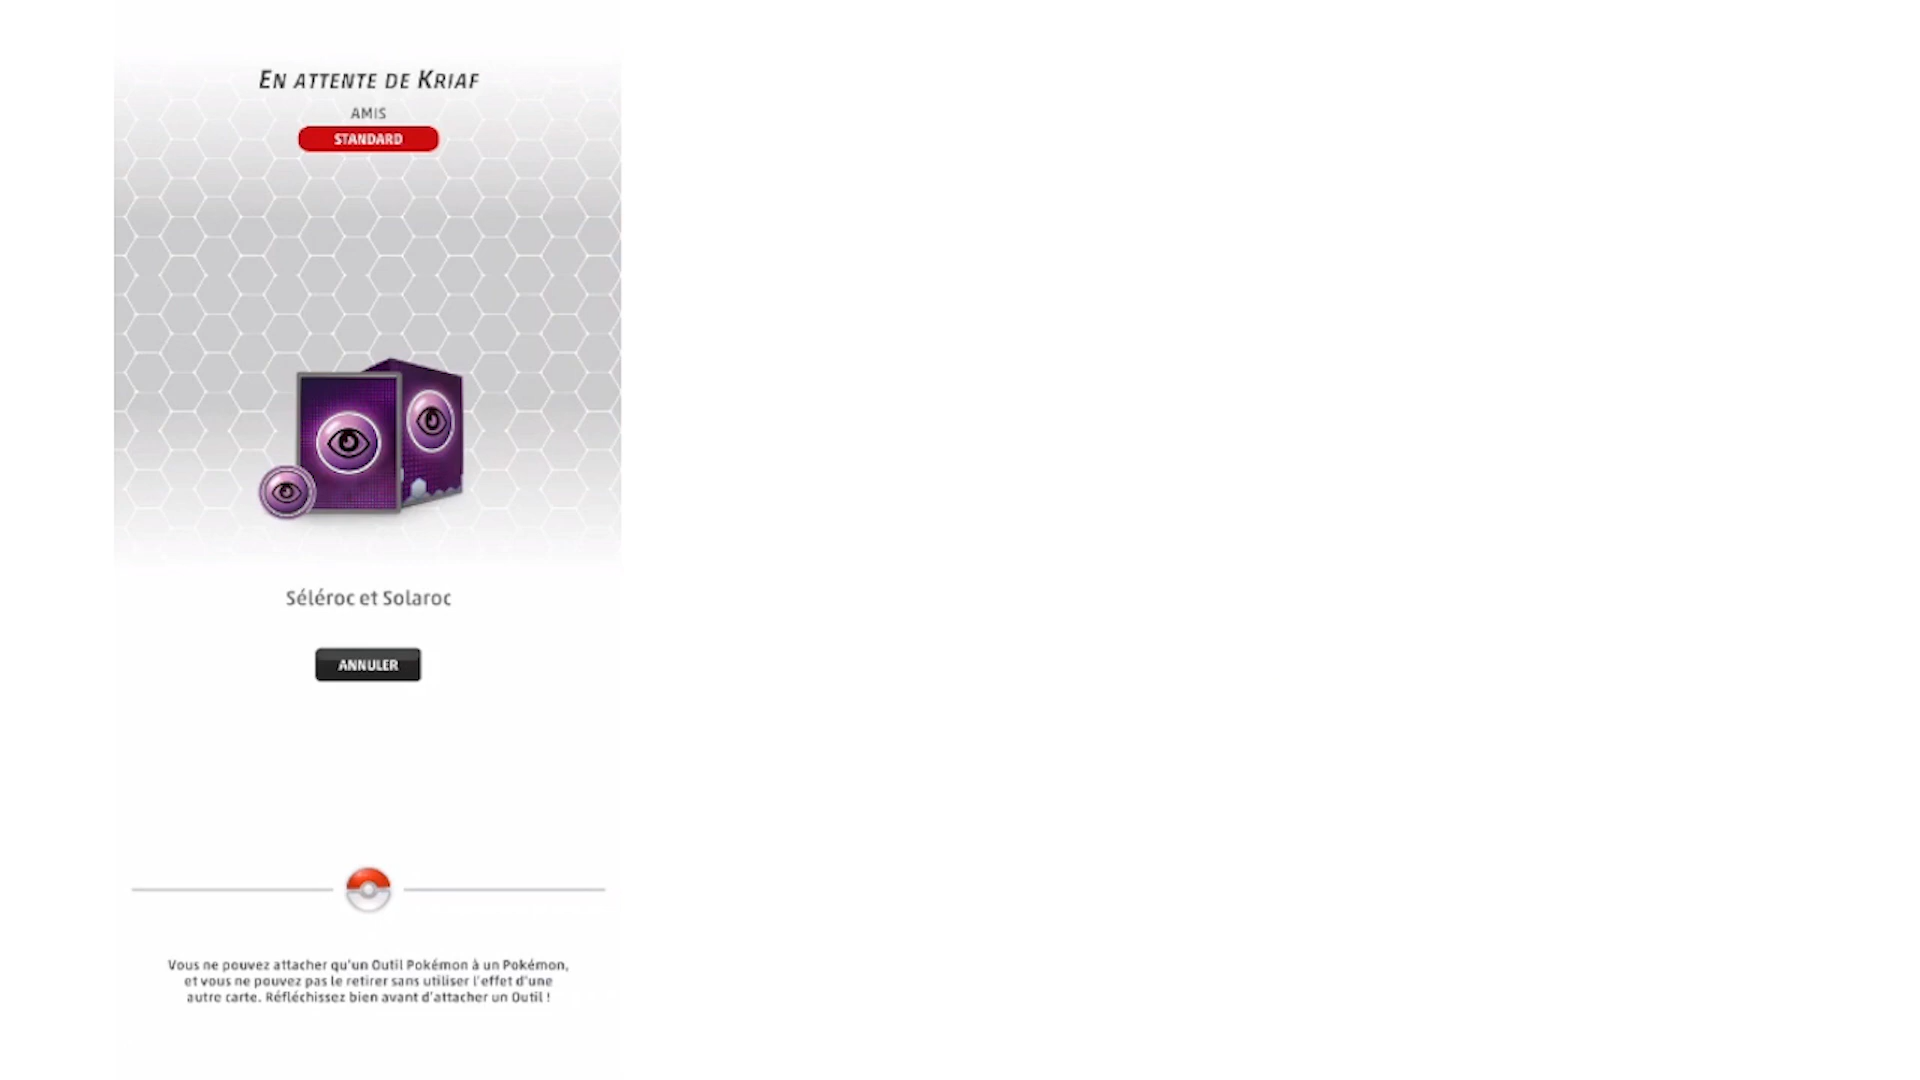 En attente de Kriaf
AMIS
STANDARD
Séléroc et Solaroc
ANNULER
Vous ne pouvez attacher qu'un Outil Pokémon à un Pokémon,
et vous ne pouvez pas le retirer sans utiliser l'effet d'une
autre carte. Réfléchissez bien avant d'attacher un Outil !